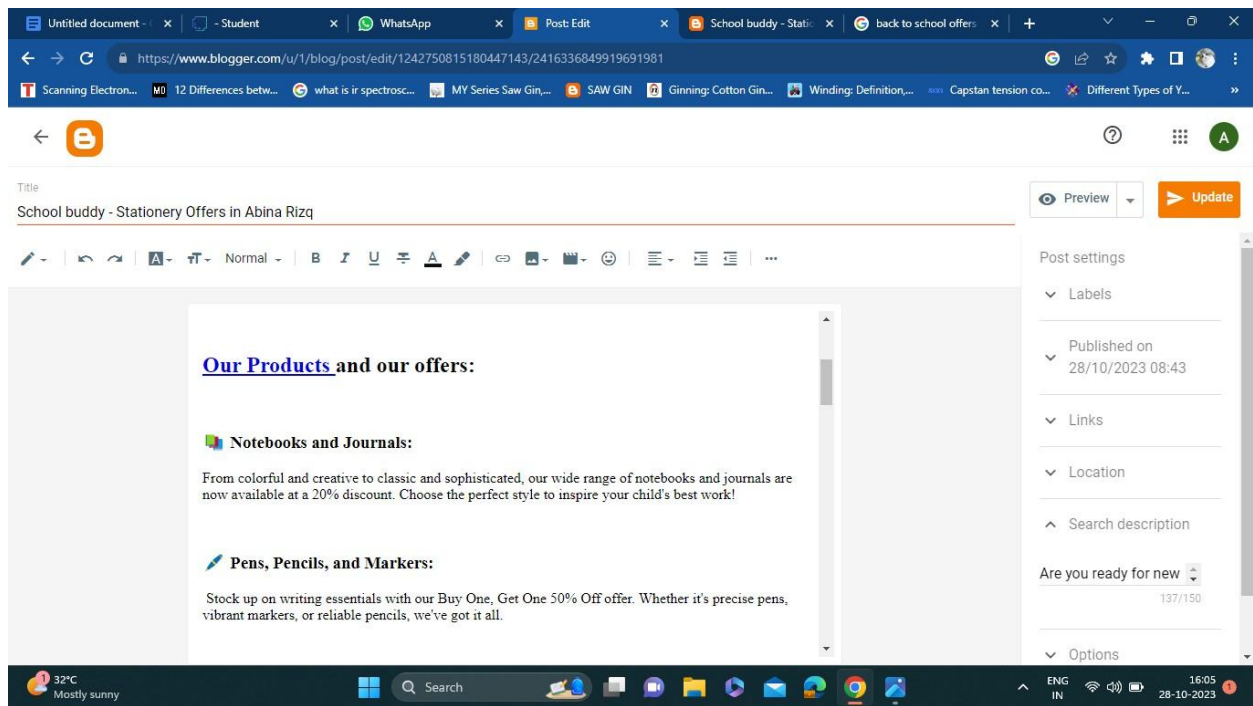 Untitled document - G
- Student
WhatsApp
Post: Edit
School buddy - Static
back to school offers
https://www.blogger.com/u/1/blog/post/edit/1242750815180447143/2416336849919691981
Scanning Electron...
MD 12 Differences betw...
what is ir spectrosc...
MY Series Saw Gin,...
SAW GIN
Ginning: Cotton Gin...
Winding: Definition,...
Capstan tension co...
Different Types of Y...
A
Title
School buddy - Stationery Offers in Abina Rizq
Preview
Update
Normal
B I U A
Post settings
Labels
Published on
28/10/2023 08:43
Links
Location
Search description
Are you ready for new
137/150
Options
Our Products and our offers:
Notebooks and Journals:
From colorful and creative to classic and sophisticated, our wide range of notebooks and journals are
now available at a 20% discount. Choose the perfect style to inspire your child's best work!
Pens, Pencils, and Markers:
Stock up on writing essentials with our Buy One, Get One 50% Off offer. Whether it's precise pens,
vibrant markers, or reliable pencils, we've got it all.
1
32°C
Mostly sunny
Search
ENG
IN
16:05
28-10-2023
1